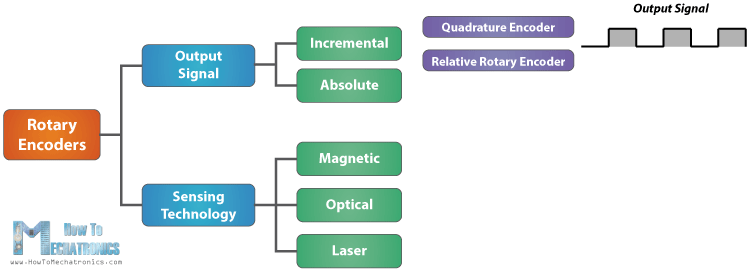 Output Signal
Quadrature Encoder
Incremental
Output
Signal
Relative Rotary Encoder
Absolute
Rotary
Encoders
Magnetic
Sensing
Technology
Optical
Laser
How To
MECHATRONICS
www.HowToMechatronics.com